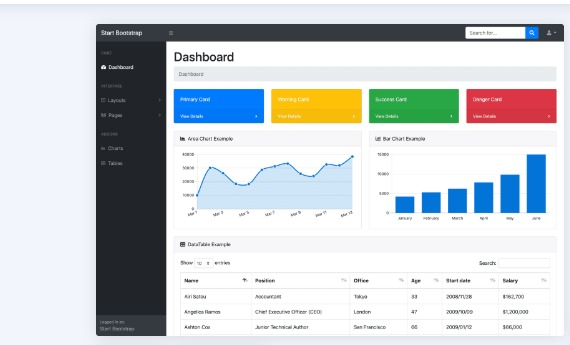 Start Bootstrap
Search for...
CORE
Dashboard
INTERFACE
Layouts
Pages
ADDONS
Charts
Tables
Logged in as:
Start Bootstrap
Dashboard
Dashboard
Primary Card
Warning Card
Success Card
Danger Card
View Details
View Details
View Details
View Details
Area Chart Example
40000
30000
20000
10000
0
Mar 1
Mar 3
Mar 5
Mar 7
Mar 9
Mar 11
Mar 13
Bar Chart Example
15000
10000
5000
0
January
February
March
April
May
June
DataTable Example
Show 10 entries
Search:
Name Position Office Age Start date Salary
Airi Satou Accountant Tokyo 33 2008/11/28 $162,700
Angelica Ramos Chief Executive Officer (CEO) London 47 2009/10/09 $1,200,000
Ashton Cox Junior Technical Author San Francisco 66 2009/01/12 $86,000